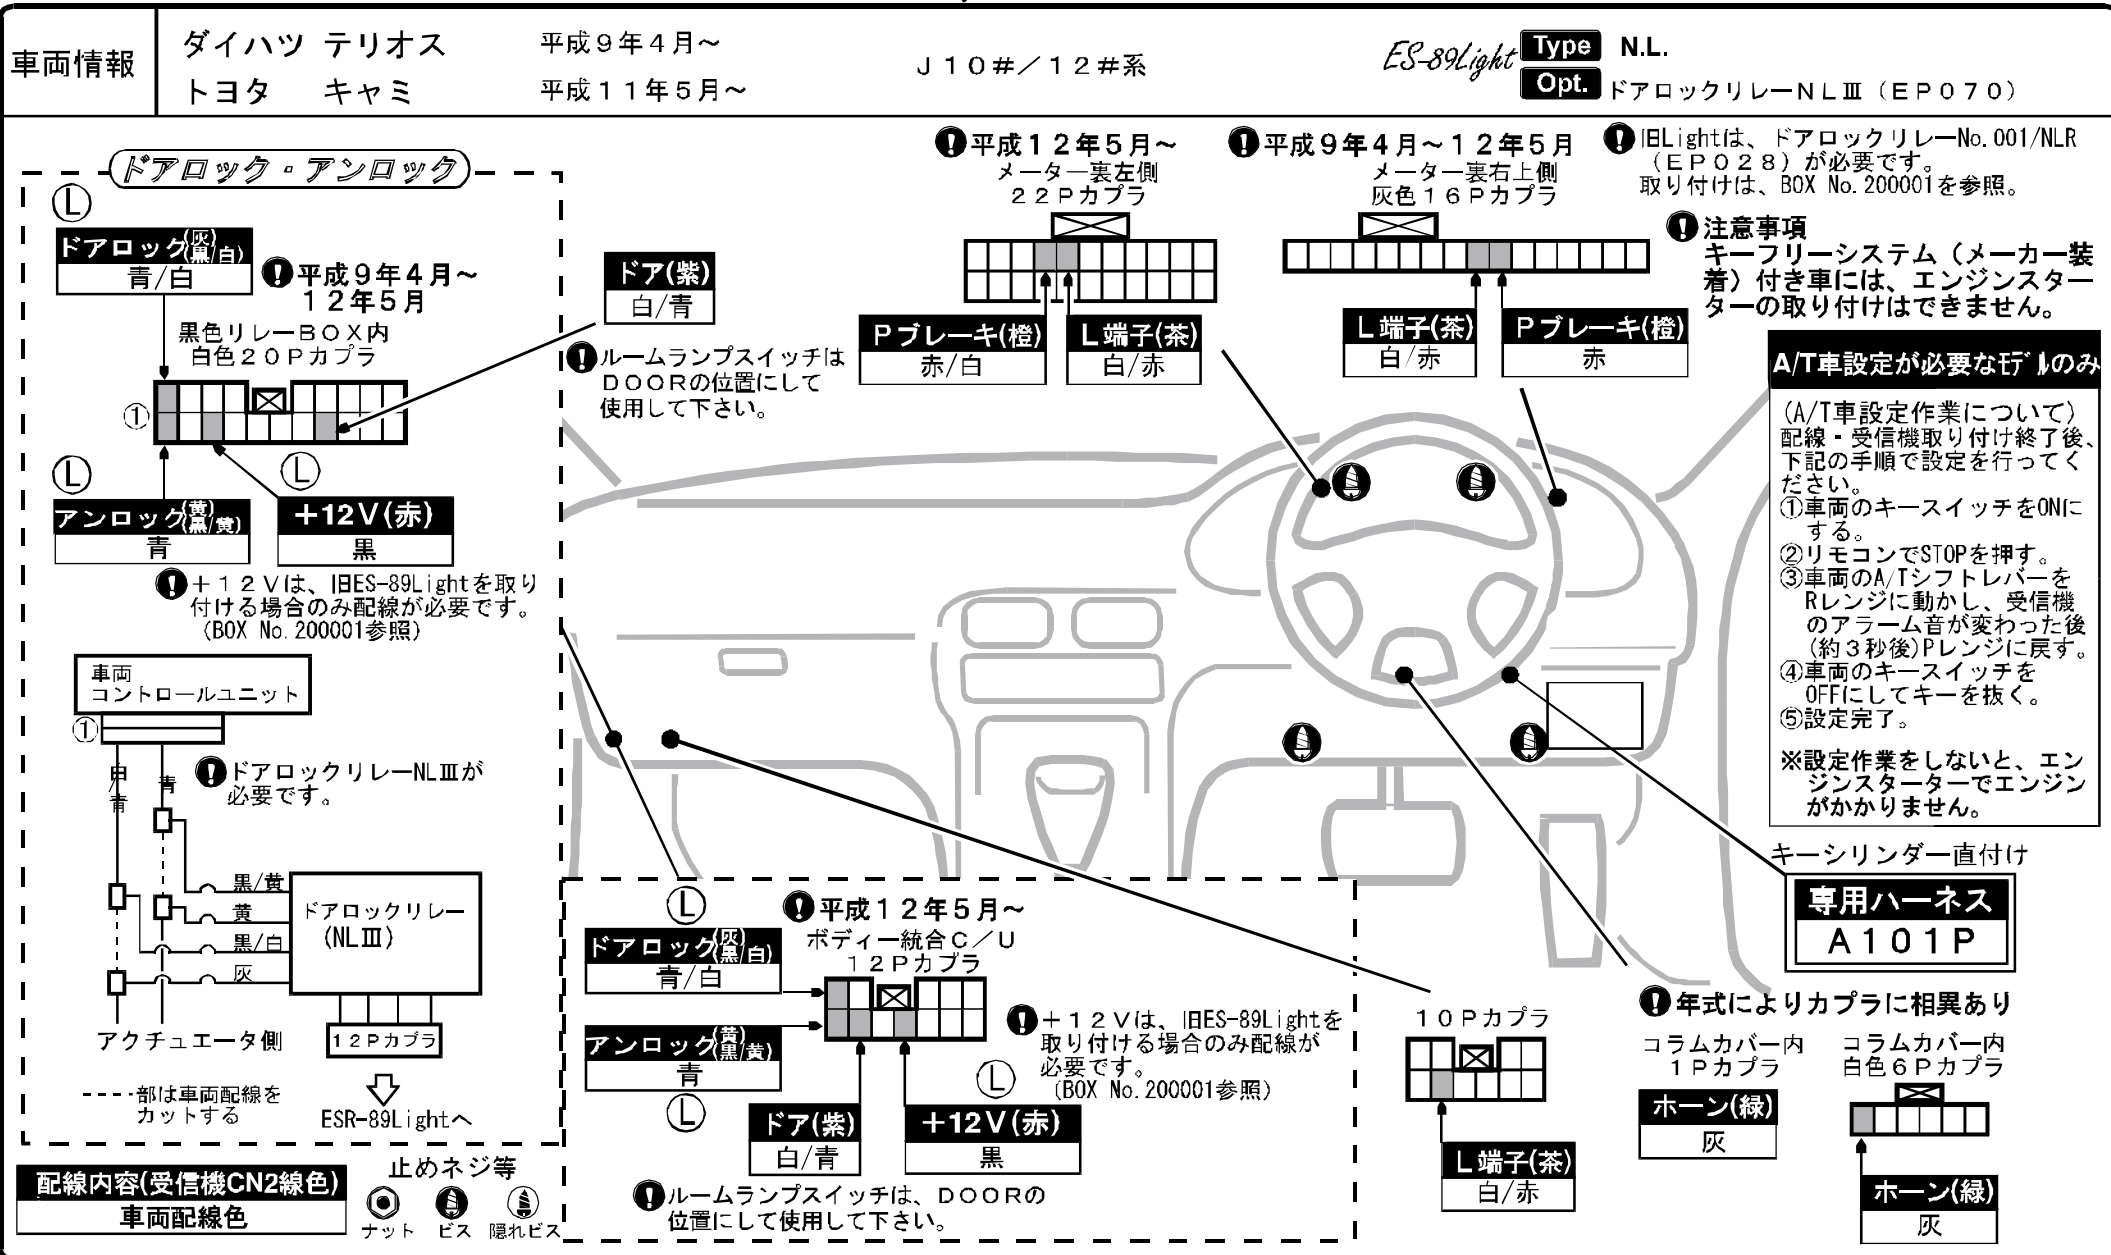 車両情報
ダイハツ テリオス
平成9年4月～
トヨタ キャミ
平成11年5月～
J10#／12#系
ES-89Light
Type N.L.
Opt. ドアロックリレーNLⅢ（EP070）
ドアロック・アンロック
L
ドアロック(灰)(黒/白)
青/白
！平成9年4月～
12年5月
黒色リレーBOX内
白色20Pカプラ
①
L
アンロック(黄)(黒/黄)
青
L
＋12V(赤)
黒
！＋12Vは、旧ES-89Lightを取り
付ける場合のみ配線が必要です。
（BOX No.200001参照）
ドア(紫)
白/青
！ルームランプスイッチは
DOORの位置にして
使用して下さい。
！平成12年5月～
メーター裏左側
22Pカプラ
Pブレーキ(橙)
赤/白
L端子(茶)
白/赤
！平成9年4月～12年5月
メーター裏右上側
灰色16Pカプラ
L端子(茶)
白/赤
Pブレーキ(橙)
赤
！旧Lightは、ドアロックリレーNo.001/NLR
（EP028）が必要です。
取り付けは、BOX No.200001を参照。
！注意事項
キーフリーシステム（メーカー装
着）付き車には、エンジンスター
ターの取り付けはできません。
A/T車設定が必要なモデルのみ
（A/T車設定作業について）
配線・受信機取り付け終了後、
下記の手順で設定を行ってく
ださい。
①車両のキースイッチをONに
する。
②リモコンでSTOPを押す。
③車両のA/Tシフトレバーを
Rレンジに動かし、受信機
のアラーム音が変わった後
(約3秒後)Pレンジに戻す。
④車両のキースイッチを
OFFにしてキーを抜く。
⑤設定完了。
※設定作業をしないと、エン
ジンスターターでエンジン
がかかりません。
車両
コントロールユニット
①
白/青
青
！ドアロックリレーNLⅢが
必要です。
黒/黄
黄
黒/白
灰
ドアロックリレー
(NLⅢ)
アクチュエータ側
12Pカプラ
----部は車両配線を
カットする
ESR-89Lightへ
L
！平成12年5月～
ボディー統合C／U
12Pカプラ
ドアロック(灰)(黒/白)
青/白
アンロック(黄)(黒/黄)
青
L
！＋12Vは、旧ES-89Lightを
取り付ける場合のみ配線が
必要です。
（BOX No.200001参照）
L
ドア(紫)
白/青
＋12V(赤)
黒
！ルームランプスイッチは、DOORの
位置にして使用して下さい。
10Pカプラ
L端子(茶)
白/赤
キーシリンダー直付け
専用ハーネス
A101P
！年式によりカプラに相異あり
コラムカバー内
1Pカプラ
ホーン(緑)
灰
コラムカバー内
白色6Pカプラ
ホーン(緑)
灰
配線内容(受信機CN2線色)
車両配線色
止めネジ等
ナット ビス 隠れビス